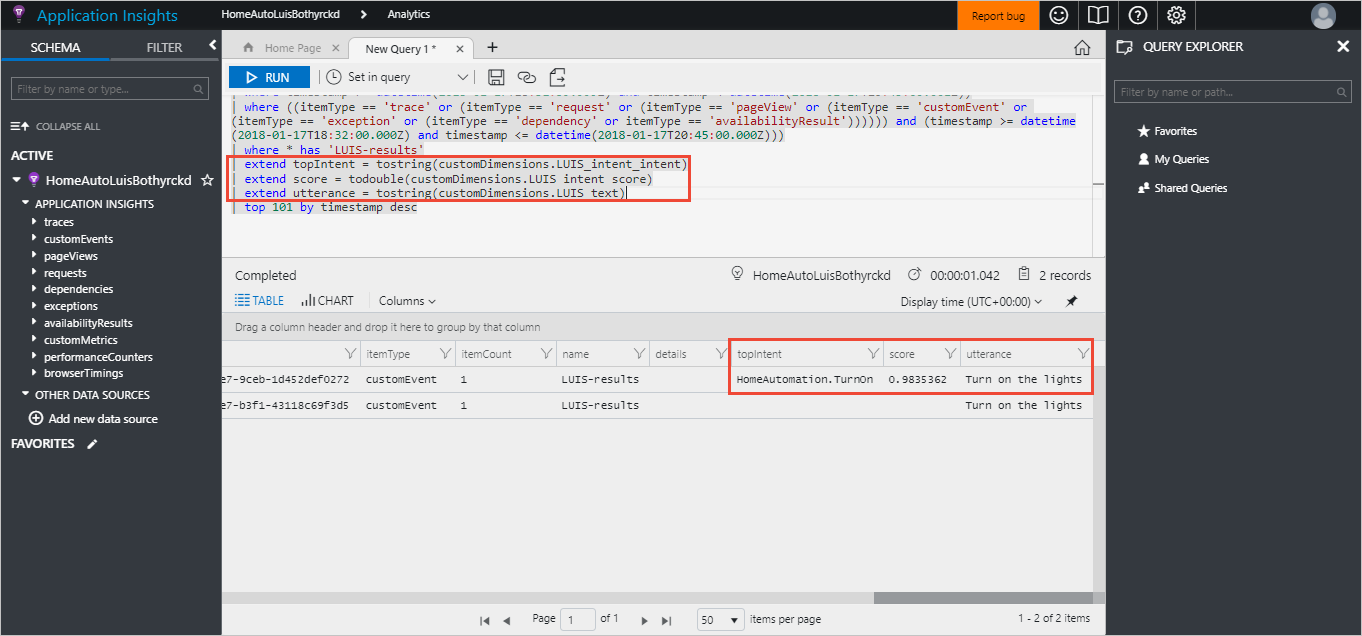 Application Insights
HomeAutoLuisBothyrckd
Analytics
Report bug
SCHEMA
FILTER
Home Page
New Query 1 *
QUERY EXPLORER
RUN
Set in query
Filter by name or type...
Filter by name or path...
COLLAPSE ALL
ACTIVE
HomeAutoLuisBothyrckd
APPLICATION INSIGHTS
traces
customEvents
pageViews
requests
dependencies
exceptions
availabilityResults
customMetrics
performanceCounters
browserTimings
OTHER DATA SOURCES
Add new data source
FAVORITES
| where ((itemType == 'trace' or (itemType == 'request' or (itemType == 'pageView' or (itemType == 'customEvent' or
(itemType == 'exception' or (itemType == 'dependency' or itemType == 'availabilityResult')))))) and (timestamp >= datetime
(2018-01-17T18:32:00.000Z) and timestamp <= datetime(2018-01-17T20:45:00.000Z)))
| where * has 'LUIS-results'
| extend topIntent = tostring(customDimensions.LUIS_intent_intent)
| extend score = todouble(customDimensions.LUIS intent score)
| extend utterance = tostring(customDimensions.LUIS text)
| top 101 by timestamp desc
Completed
HomeAutoLuisBothyrckd
00:00:01.042
2 records
TABLE
CHART
Columns
Display time (UTC+00:00)
Drag a column header and drop it here to group by that column
itemType itemCount name details topIntent score utterance
e7-9ceb-1d452def0272 customEvent 1 LUIS-results HomeAutomation.TurnOn 0.9835362 Turn on the lights
e7-b3f1-43118c69f3d5 customEvent 1 LUIS-results Turn on the lights
Page 1 of 1
50 items per page
1 - 2 of 2 items
Favorites
My Queries
Shared Queries